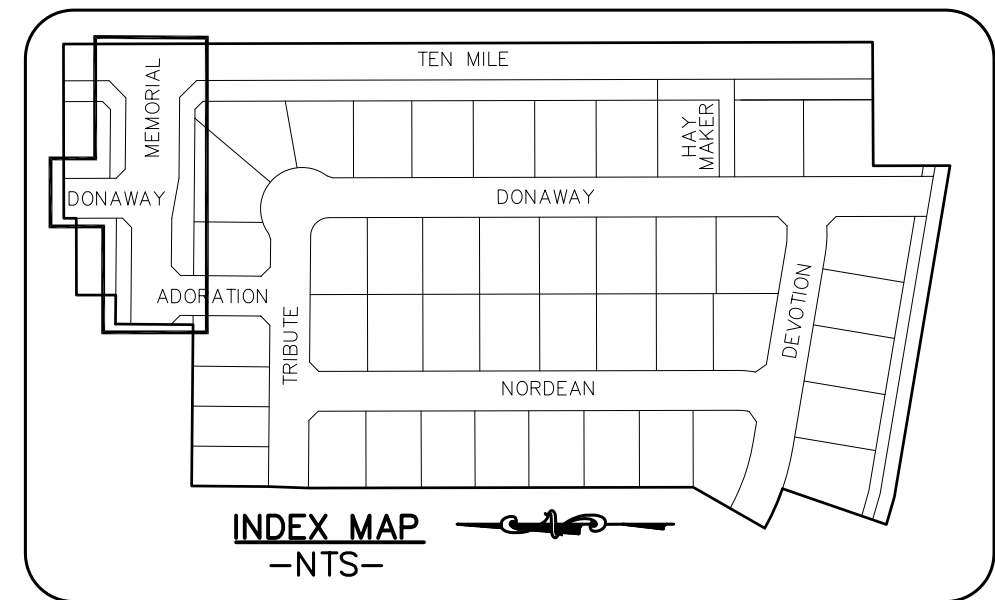 TEN MILE
MEMORIAL
HAY
MAKER
DONAWAY
DONAWAY
ADORATION
TRIBUTE
DEVOTION
NORDEAN
INDEX MAP
-NTS-